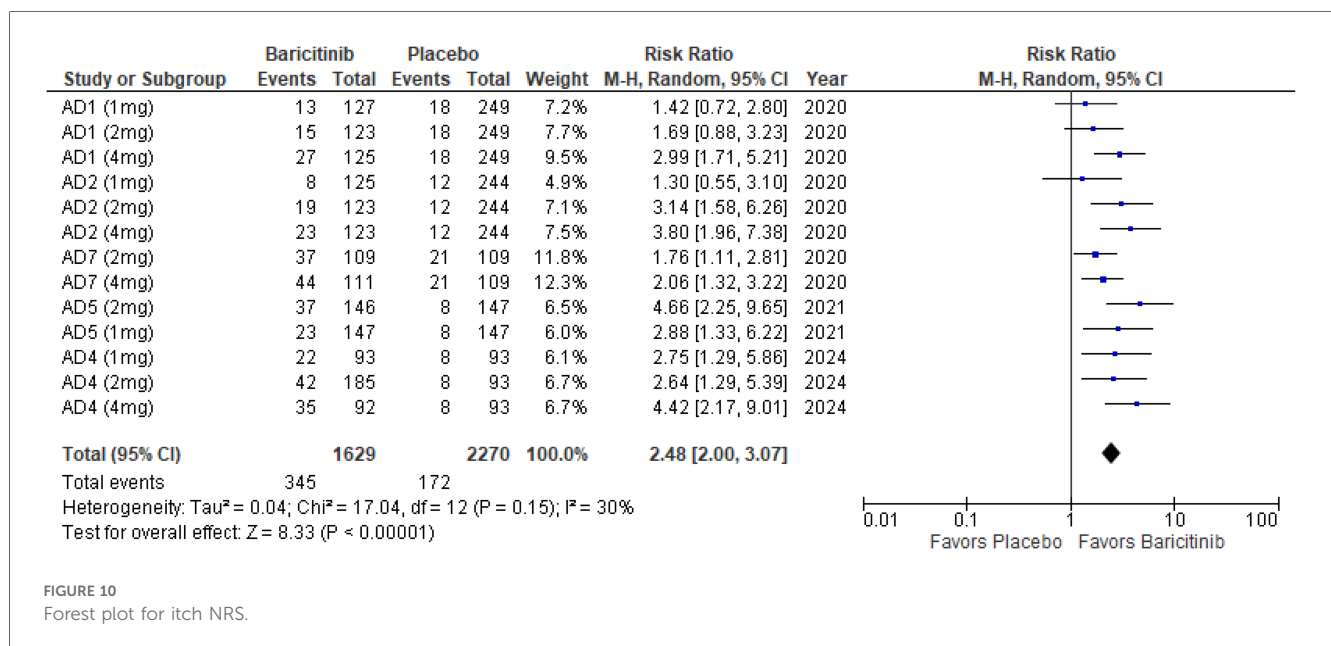 Baricitinib Placebo Risk Ratio Risk Ratio
Study or Subgroup Events Total Events Total Weight M-H, Random, 95% CI Year M-H, Random, 95% CI
AD1 (1mg) 13 127 18 249 7.2% 1.42 [0.72, 2.80] 2020
AD1 (2mg) 15 123 18 249 7.7% 1.69 [0.88, 3.23] 2020
AD1 (4mg) 27 125 18 249 9.5% 2.99 [1.71, 5.21] 2020
AD2 (1mg) 8 125 12 244 4.9% 1.30 [0.55, 3.10] 2020
AD2 (2mg) 19 123 12 244 7.1% 3.14 [1.58, 6.26] 2020
AD2 (4mg) 23 123 12 244 7.5% 3.80 [1.96, 7.38] 2020
AD7 (2mg) 37 109 21 109 11.8% 1.76 [1.11, 2.81] 2020
AD7 (4mg) 44 111 21 109 12.3% 2.06 [1.32, 3.22] 2020
AD5 (2mg) 37 146 8 147 6.5% 4.66 [2.25, 9.65] 2021
AD5 (1mg) 23 147 8 147 6.0% 2.88 [1.33, 6.22] 2021
AD4 (1mg) 22 93 8 93 6.1% 2.75 [1.29, 5.86] 2024
AD4 (2mg) 42 185 8 93 6.7% 2.64 [1.29, 5.39] 2024
AD4 (4mg) 35 92 8 93 6.7% 4.42 [2.17, 9.01] 2024
Total (95% CI) 1629 2270 100.0% 2.48 [2.00, 3.07]
Total events 345 172
Heterogeneity: Tau² = 0.04; Chi² = 17.04, df = 12 (P = 0.15); I² = 30%
Test for overall effect: Z = 8.33 (P < 0.00001)
0.01 0.1 1 10 100
Favors Placebo Favors Baricitinib
FIGURE 10
Forest plot for itch NRS.